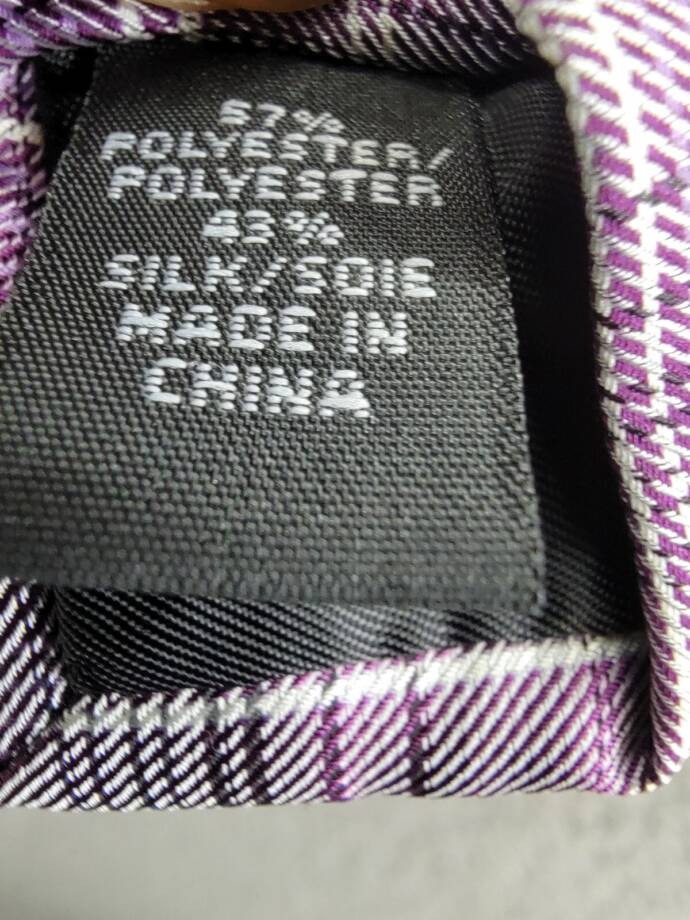 57%
POLYESTER/
POLYESTER
43%
SILK/SOIE
MADE IN
CHINA